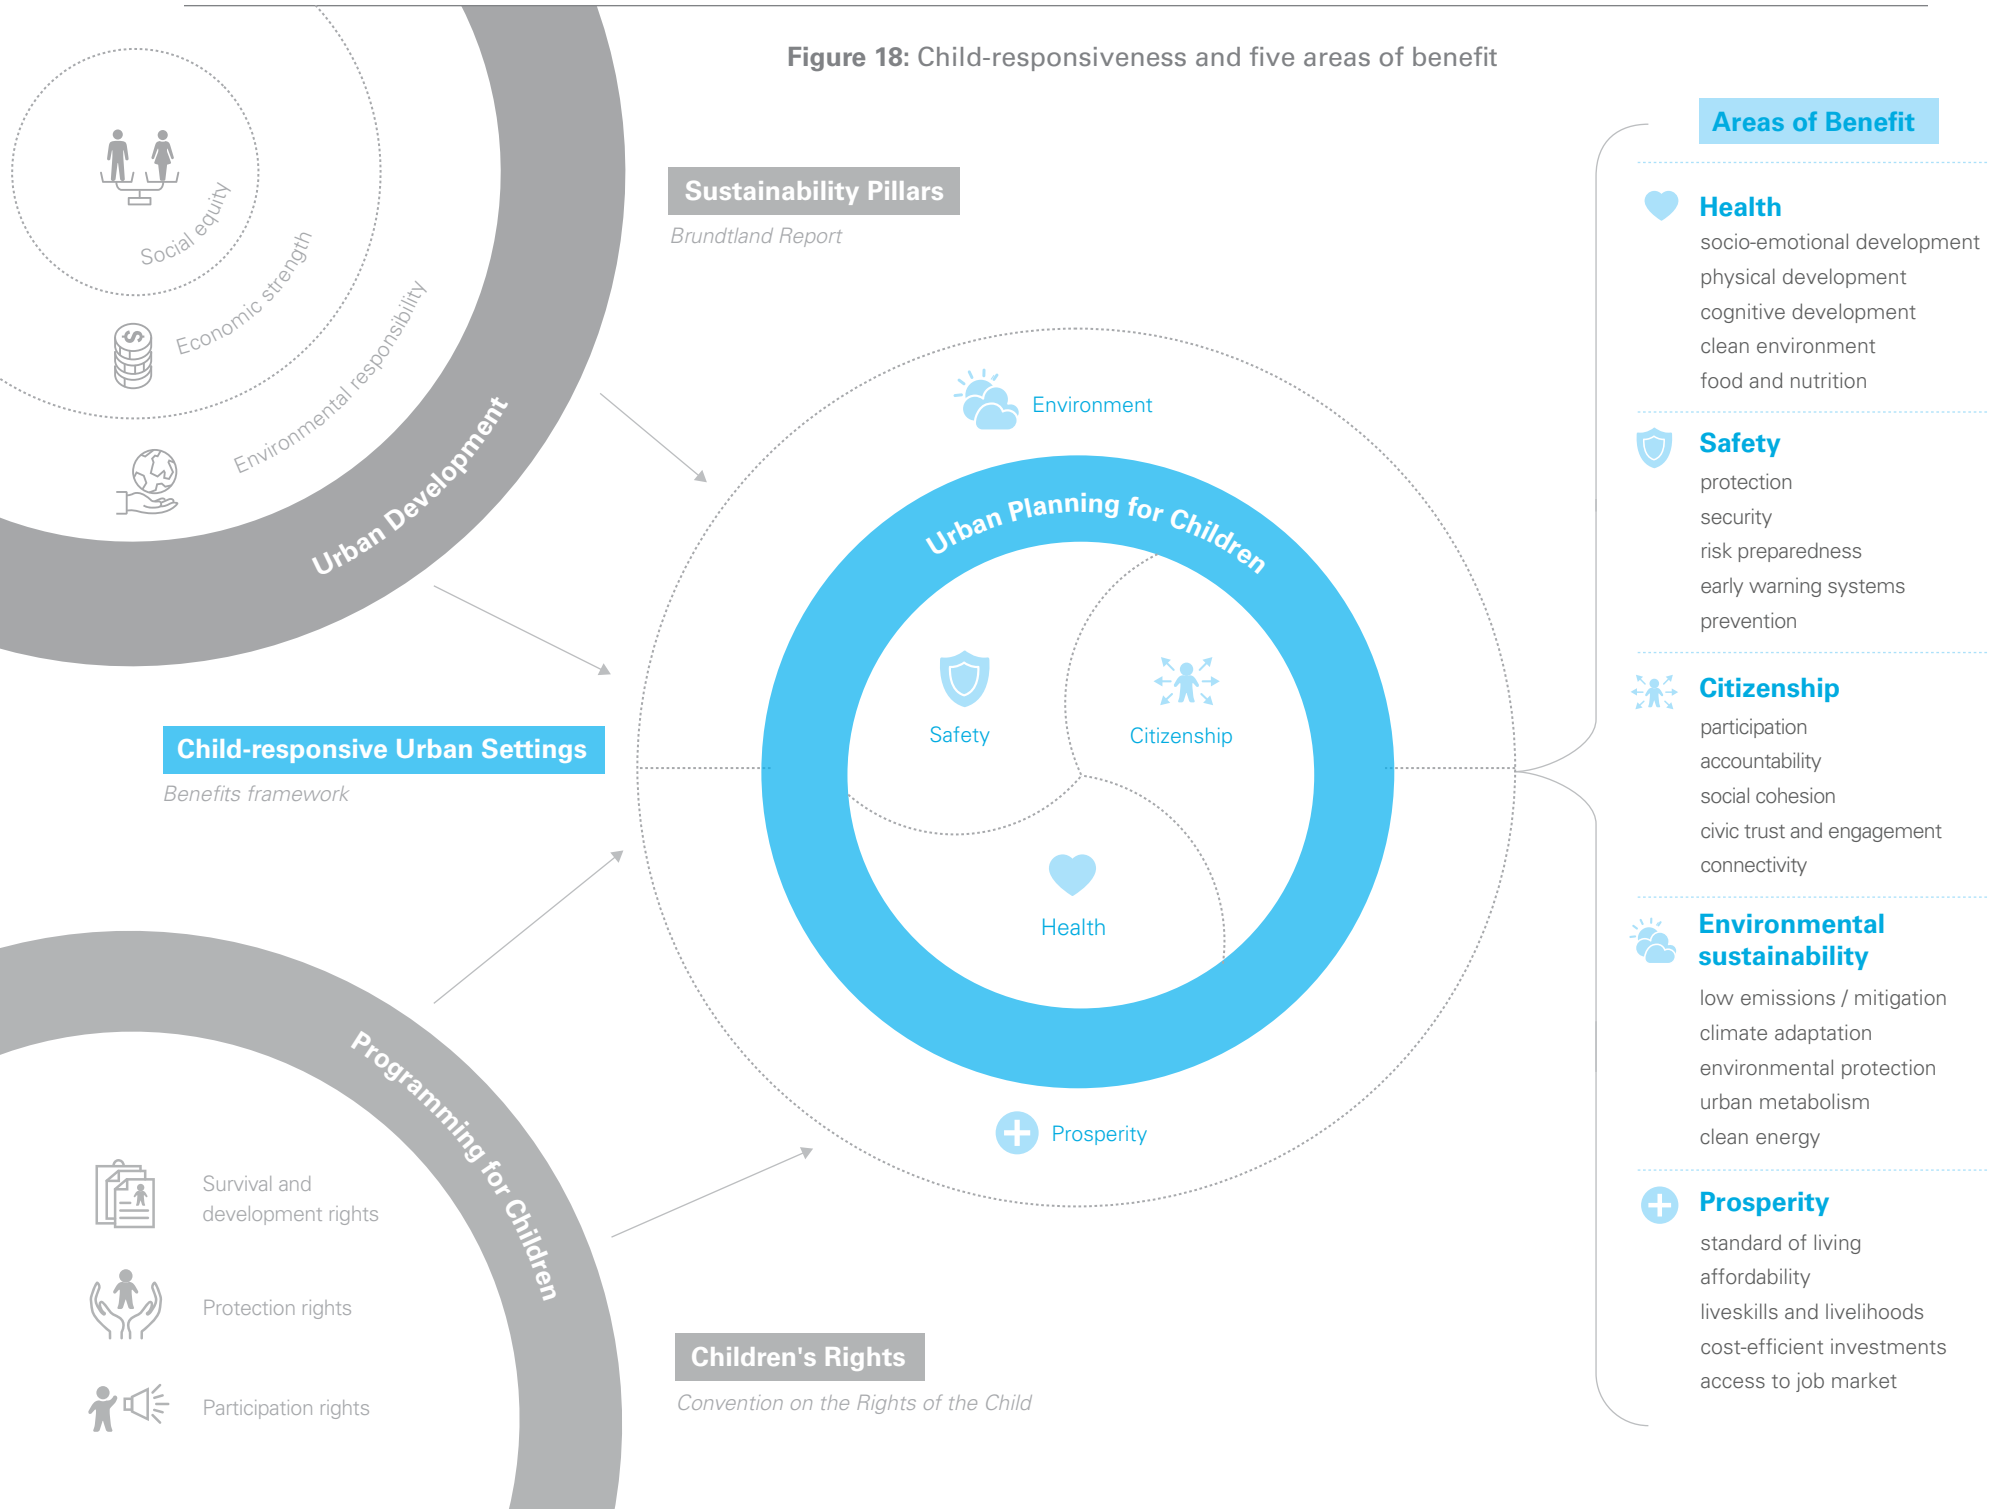 Figure 18: Child-responsiveness and five areas of benefit
Social equity
Economic strength
Environmental responsibility
Urban Development
Sustainability Pillars
Brundtland Report
Child-responsive Urban Settings
Benefits framework
Programming for Children
Survival and
development rights
Protection rights
Participation rights
Children's Rights
Convention on the Rights of the Child
Environment
Urban Planning for Children
Safety
Citizenship
Health
Prosperity
Areas of Benefit
Health
socio-emotional development
physical development
cognitive development
clean environment
food and nutrition
Safety
protection
security
risk preparedness
early warning systems
prevention
Citizenship
participation
accountability
social cohesion
civic trust and engagement
connectivity
Environmental
sustainability
low emissions / mitigation
climate adaptation
environmental protection
urban metabolism
clean energy
Prosperity
standard of living
affordability
liveskills and livelihoods
cost-efficient investments
access to job market